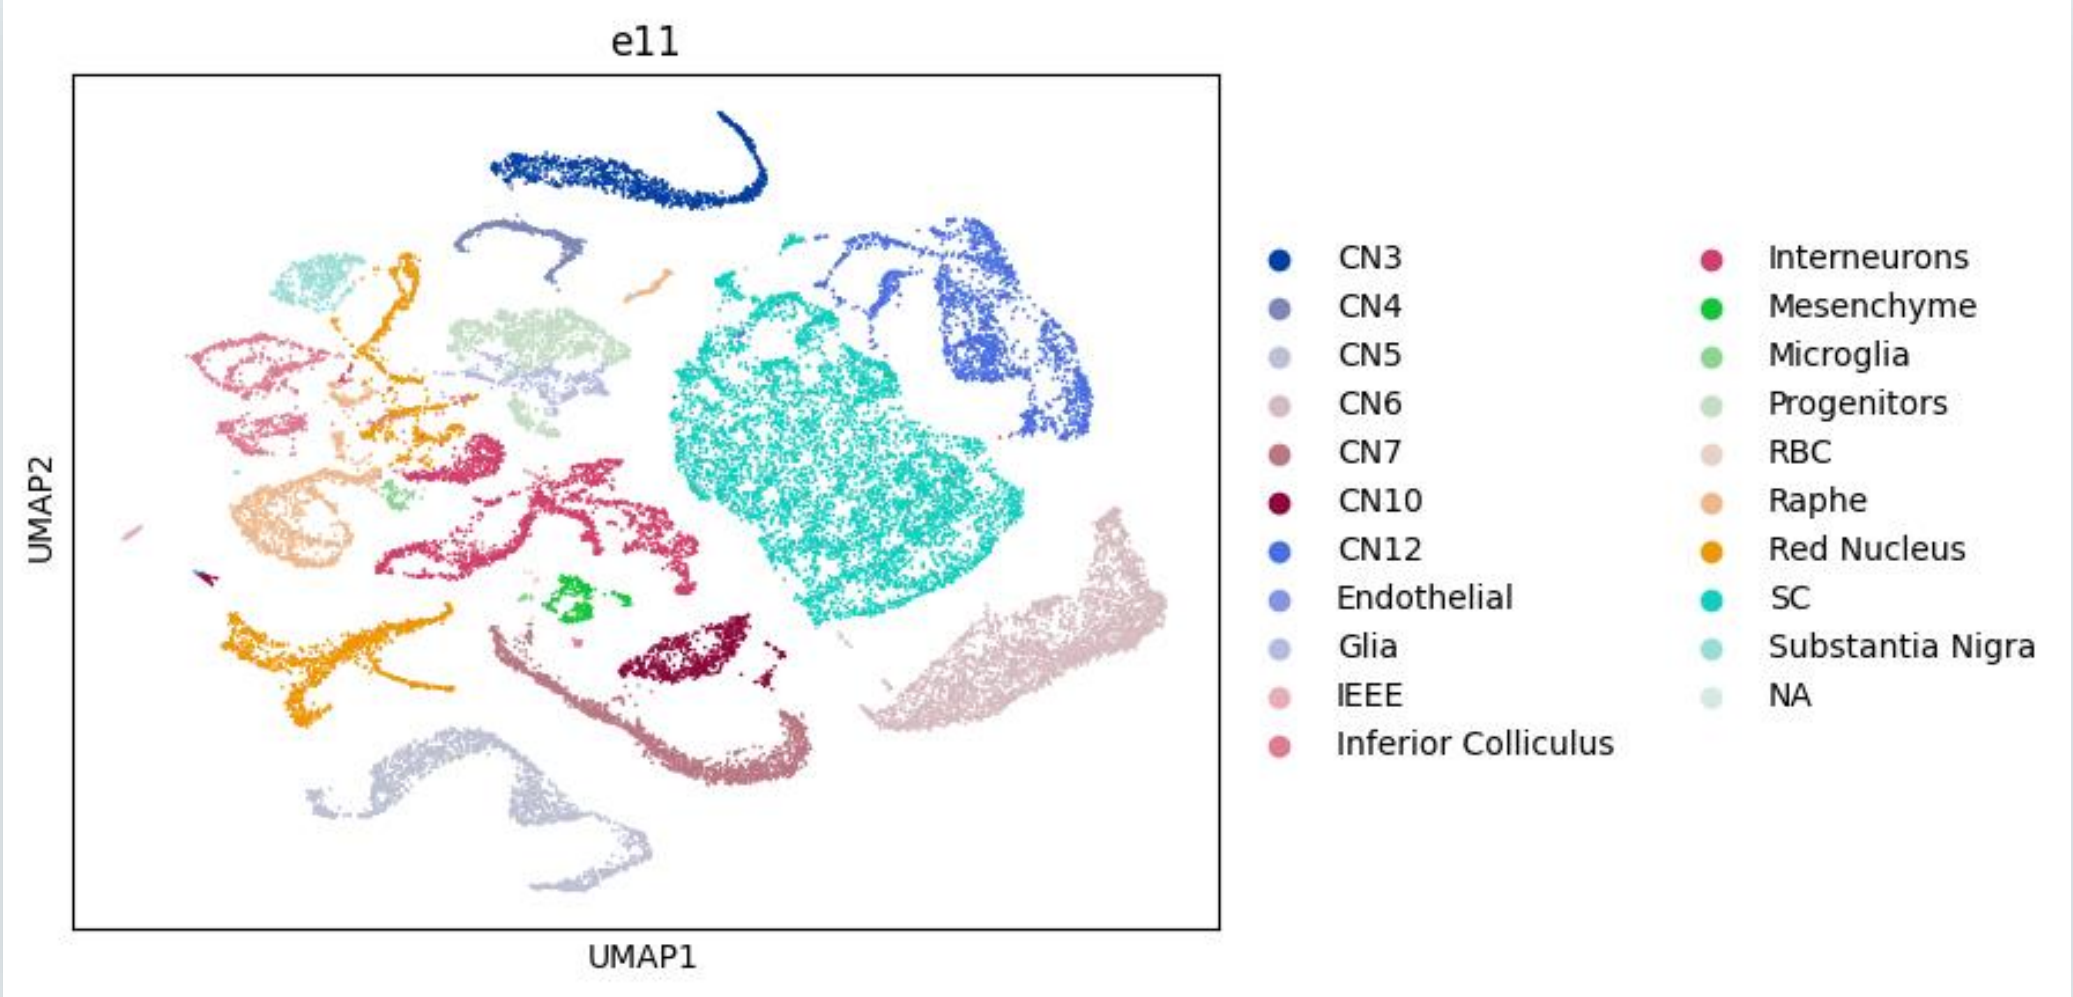 e11
UMAP2
UMAP1
CN3
CN4
CN5
CN6
CN7
CN10
CN12
Endothelial
Glia
IEEE
Inferior Colliculus
Interneurons
Mesenchyme
Microglia
Progenitors
RBC
Raphe
Red Nucleus
SC
Substantia Nigra
NA